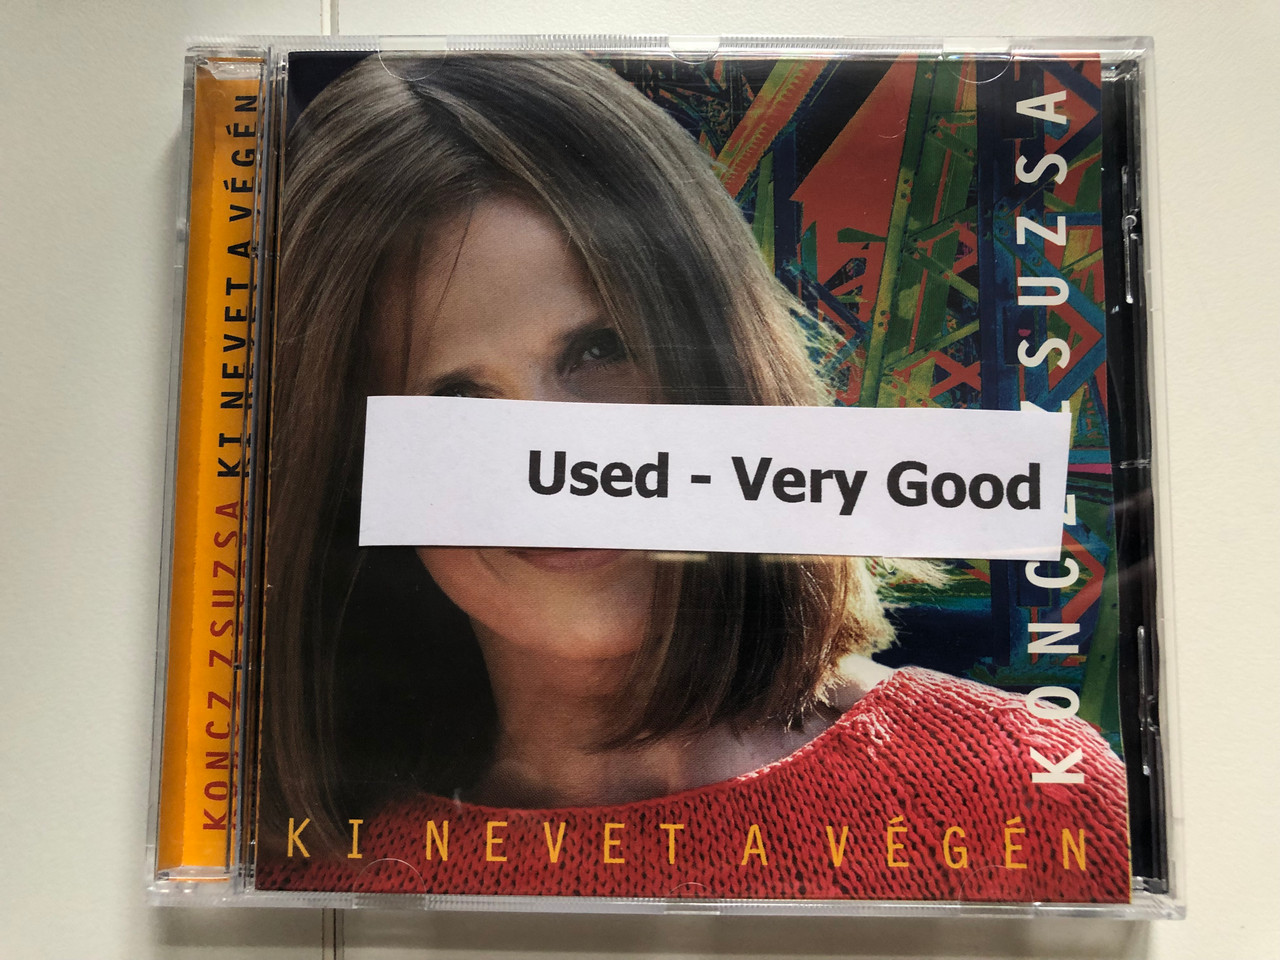 KONCZ ZSUZSA KI NEVET A VÉGÉN
KONCZ ZSUZSA
Used - Very Good
KI NEVET A VÉGÉN